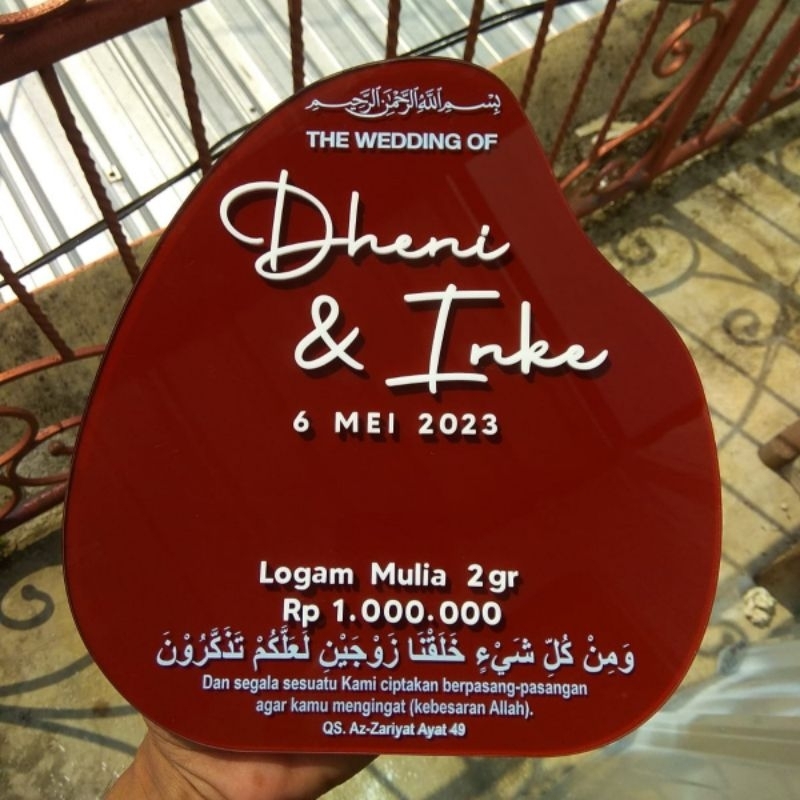 بِسْمِ اللَّهِ الرَّحْمَٰنِ الرَّحِيمِ
THE WEDDING OF
Dheni
& Inke
6 MEI 2023
Logam Mulia 2gr
Rp 1.000.000
وَمِنْ كُلِّ شَيْءٍ خَلَقْنَا زَوْجَيْنِ لَعَلَّكُمْ تَذَكَّرُوْنَ
Dan segala sesuatu Kami ciptakan berpasang-pasangan
agar kamu mengingat (kebesaran Allah).
QS. Az-Zariyat Ayat 49